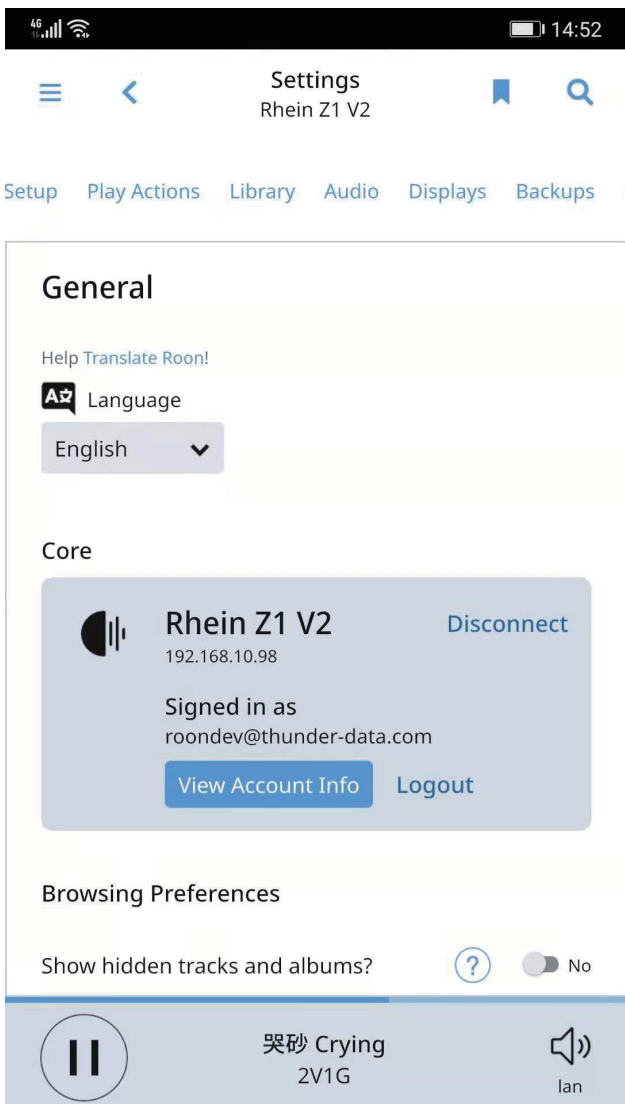 4G
14:52
Settings
Rhein Z1 V2
Setup Play Actions Library Audio Displays Backups
General
Help Translate Roon!
Language
English
Core
Rhein Z1 V2
Disconnect
192.168.10.98
Signed in as
roondev@thunder-data.com
View Account Info
Logout
Browsing Preferences
Show hidden tracks and albums?
?
No
哭砂 Crying
2V1G
lan